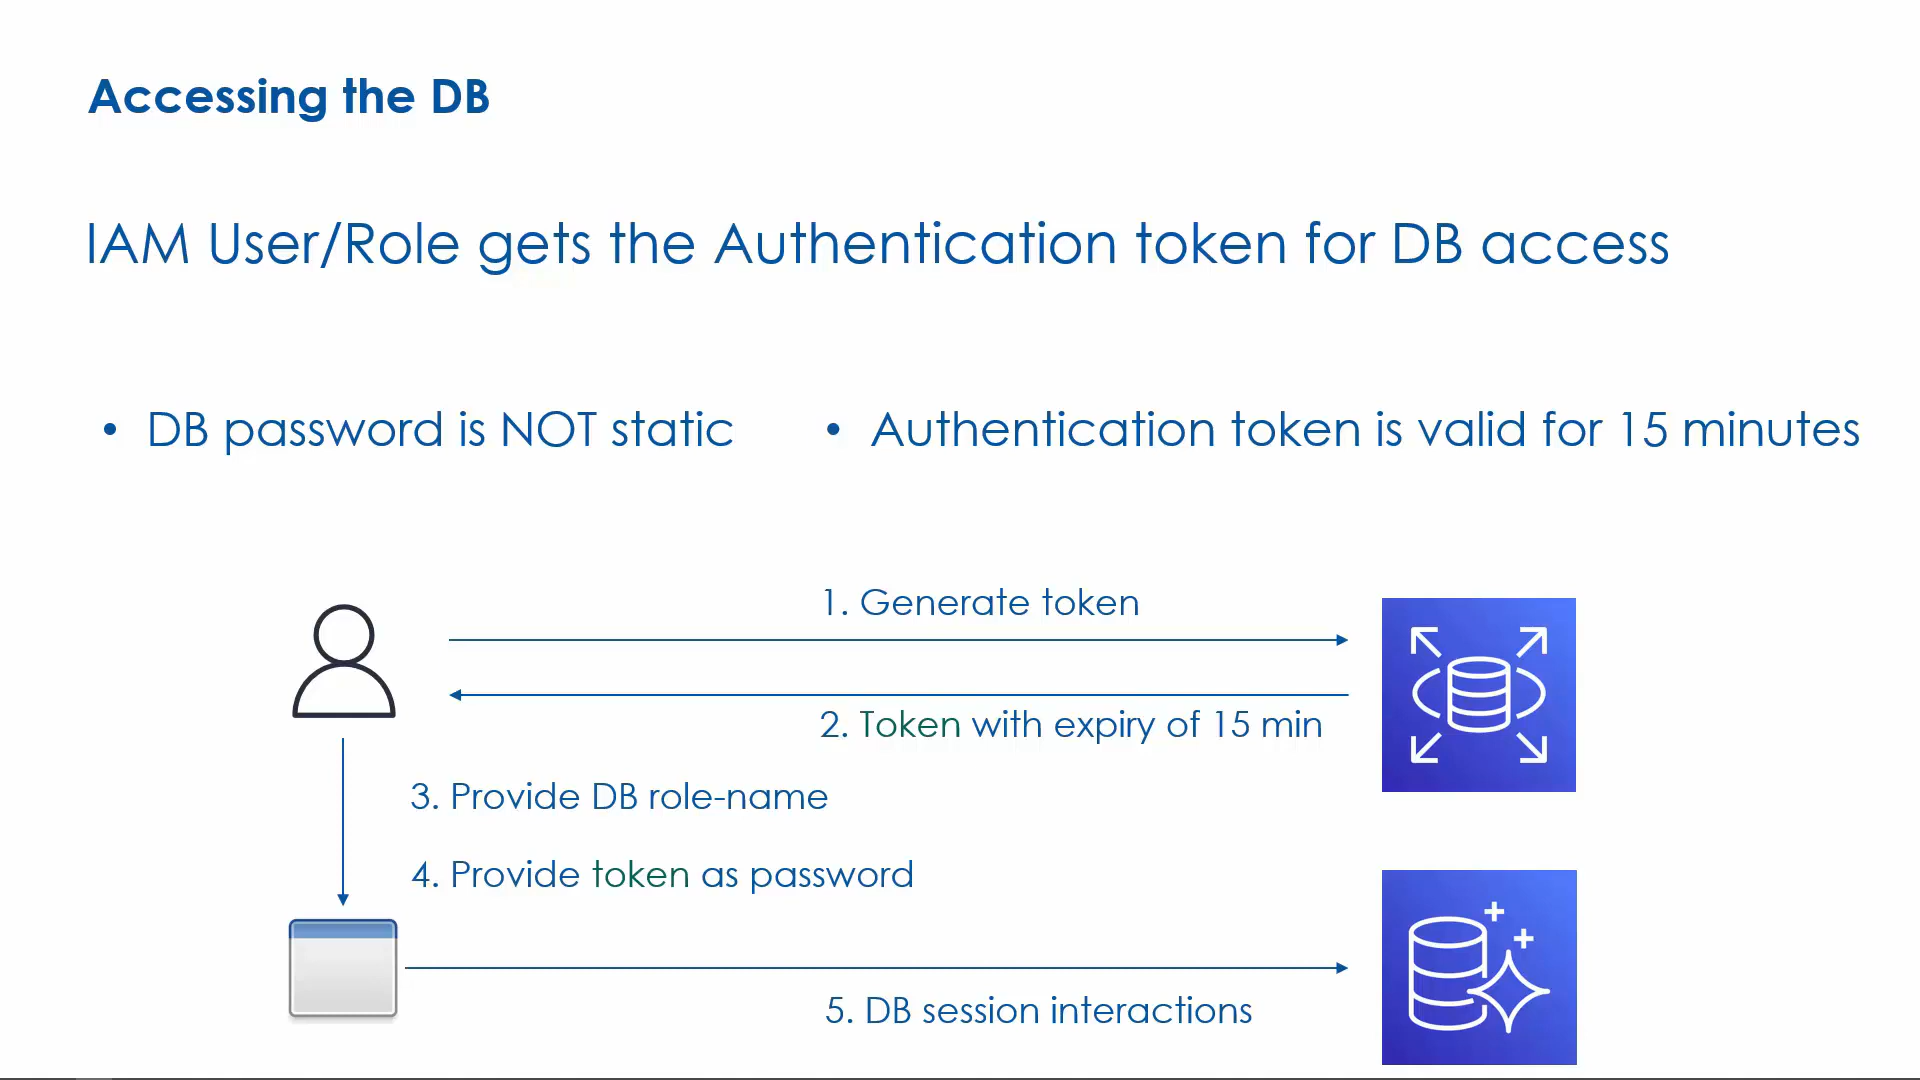 Accessing the DB
IAM User/Role gets the Authentication token for DB access
• DB password is NOT static
• Authentication token is valid for 15 minutes
1. Generate token
2. Token with expiry of 15 min
3. Provide DB role-name
4. Provide token as password
5. DB session interactions